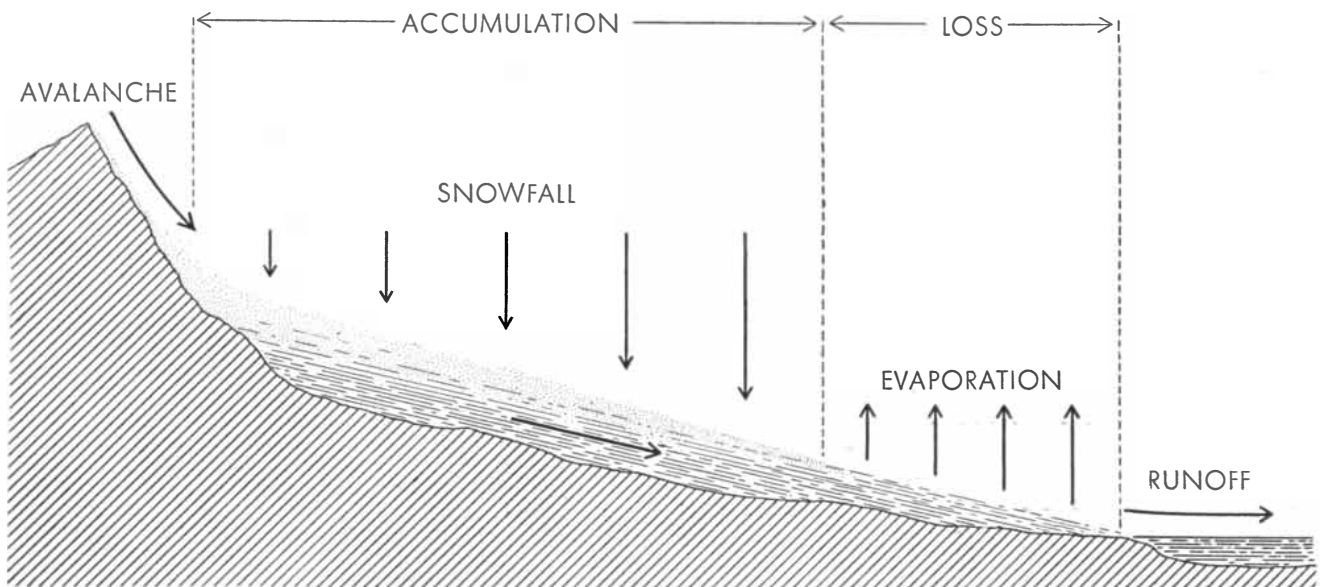 ACCUMULATION
LOSS
AVALANCHE
SNOWFALL
EVAPORATION
RUNOFF